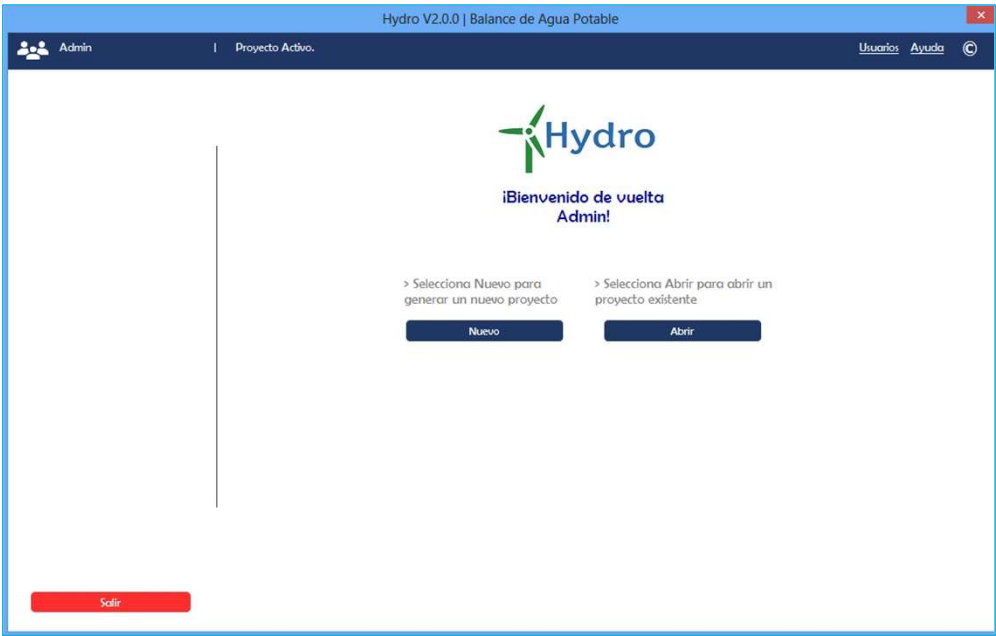 Hydro V2.0.0 | Balance de Agua Potable
Admin | Proyecto Activo. Usuarios Ayuda ©
Hydro
¡Bienvenido de vuelta
Admin!
> Selecciona Nuevo para
generar un nuevo proyecto
> Selecciona Abrir para abrir un
proyecto existente
Nuevo
Abrir
Salir